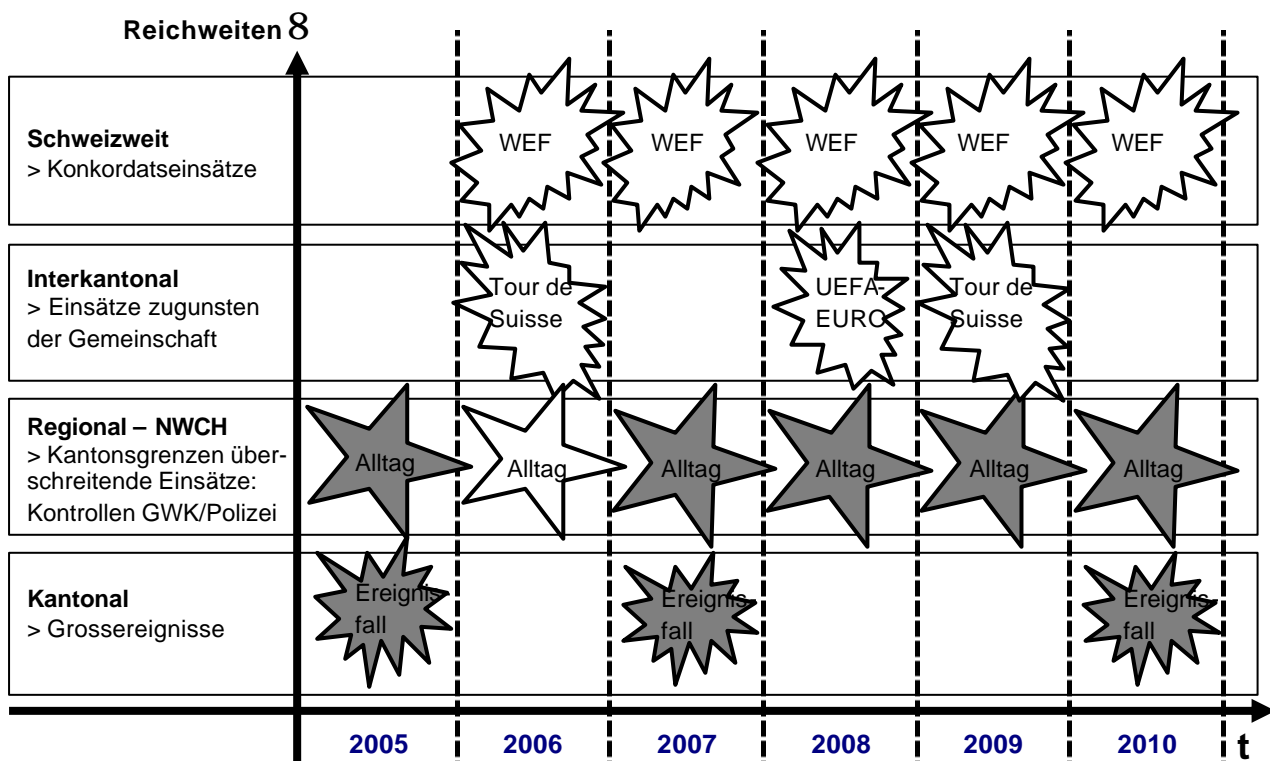 Reichweiten 8
Schweizweit
> Konkordatseinsätze
WEF
WEF
WEF
WEF
WEF
Interkantonal
> Einsätze zugunsten
der Gemeinschaft
Tour de
Suisse
UEFA-
EURO
Tour de
Suisse
Regional – NWCH
> Kantonsgrenzen über-
schreitende Einsätze:
Kontrollen GWK/Polizei
Alltag
Alltag
Alltag
Alltag
Alltag
Alltag
Kantonal
> Grossereignisse
Ereignis-
fall
Ereignis-
fall
Ereignis-
fall
2005
2006
2007
2008
2009
2010
t